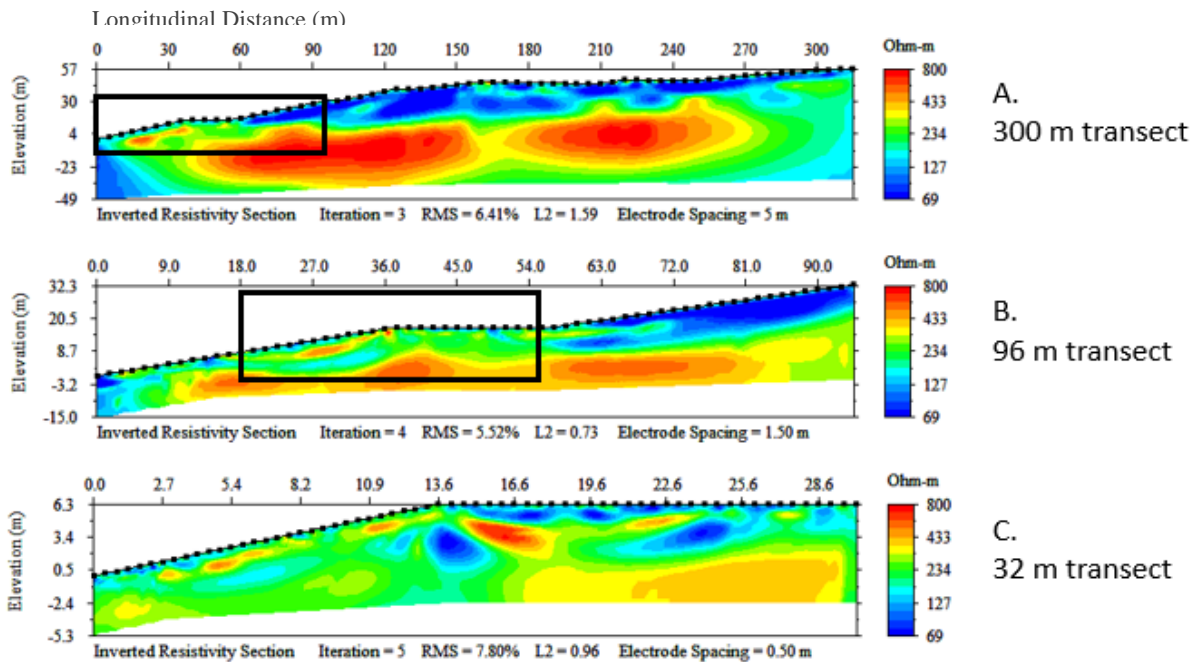 Longitudinal Distance (m)
0 30 60 90 120 150 180 210 240 270 300 Ohm-m
57 30 4 -23 -49
Elevation (m)
800 433 234 127 69
A.
300 m transect
Inverted Resistivity Section Iteration = 3 RMS = 6.41% L2 = 1.59 Electrode Spacing = 5 m
0.0 9.0 18.0 27.0 36.0 45.0 54.0 63.0 72.0 81.0 90.0 Ohm-m
32.3 20.5 8.7 -3.2 -15.0
Elevation (m)
800 433 234 127 69
B.
96 m transect
Inverted Resistivity Section Iteration = 4 RMS = 5.52% L2 = 0.73 Electrode Spacing = 1.50 m
0.0 2.7 5.4 8.2 10.9 13.6 16.6 19.6 22.6 25.6 28.6 Ohm-m
6.3 3.4 0.5 -2.4 -5.3
Elevation (m)
800 433 234 127 69
C.
32 m transect
Inverted Resistivity Section Iteration = 5 RMS = 7.80% L2 = 0.96 Electrode Spacing = 0.50 m